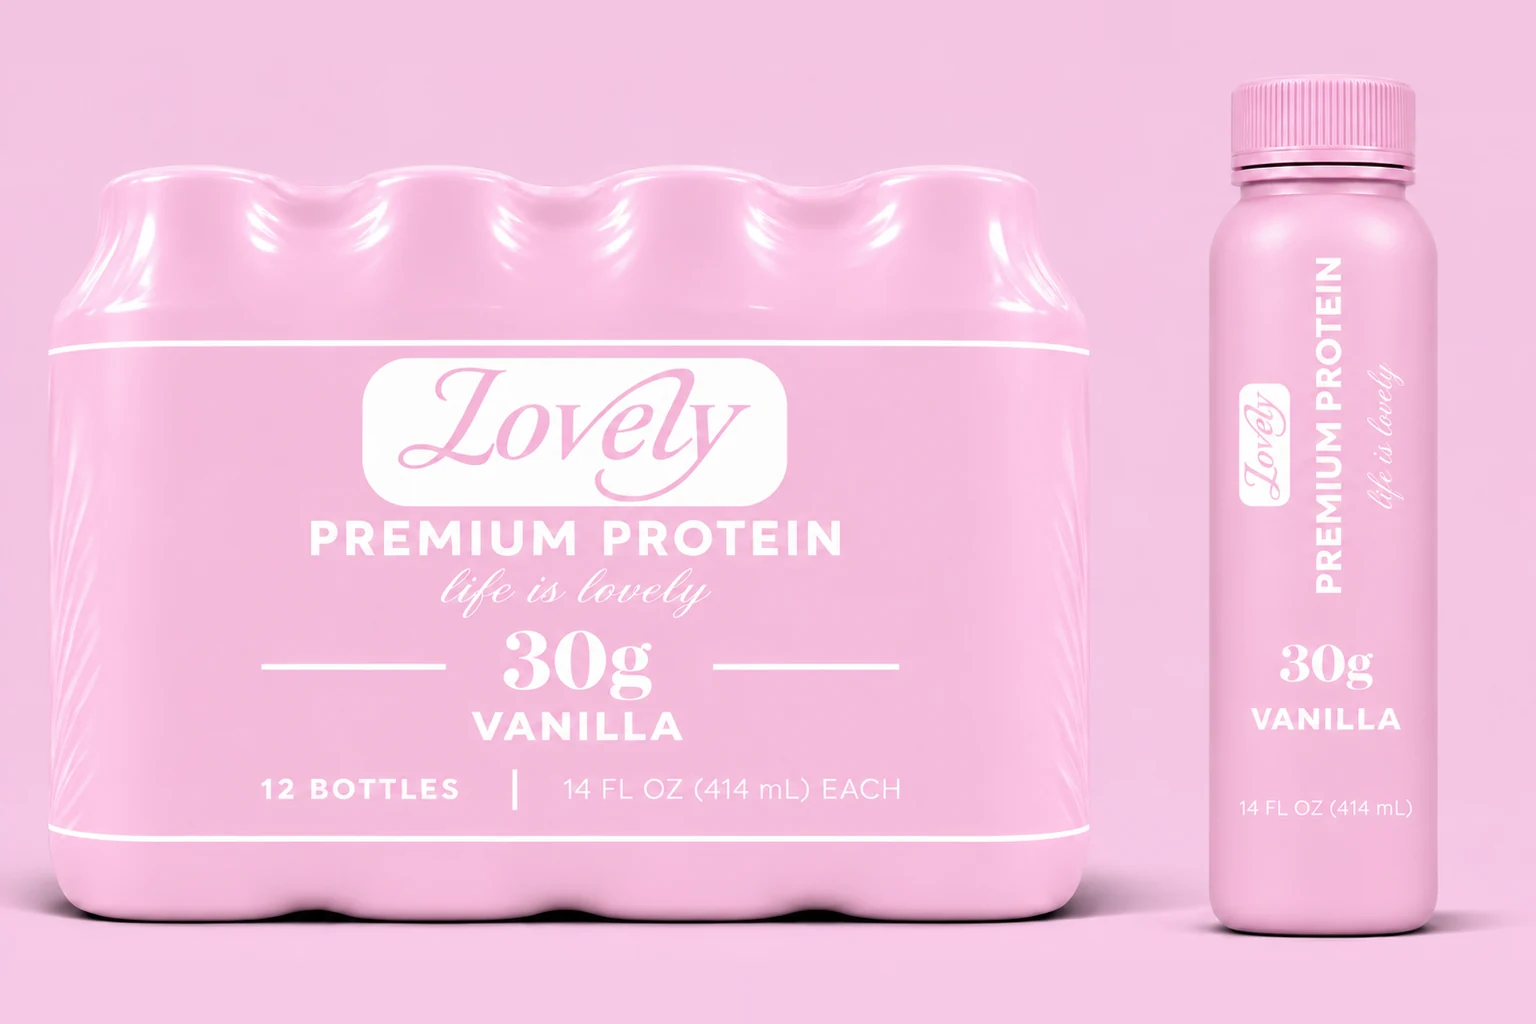 Lovely
PREMIUM PROTEIN
life is lovely
30g
VANILLA
12 BOTTLES | 14 FL OZ (414 mL) EACH
Lovely
PREMIUM PROTEIN
life is lovely
30g
VANILLA
14 FL OZ (414 mL)